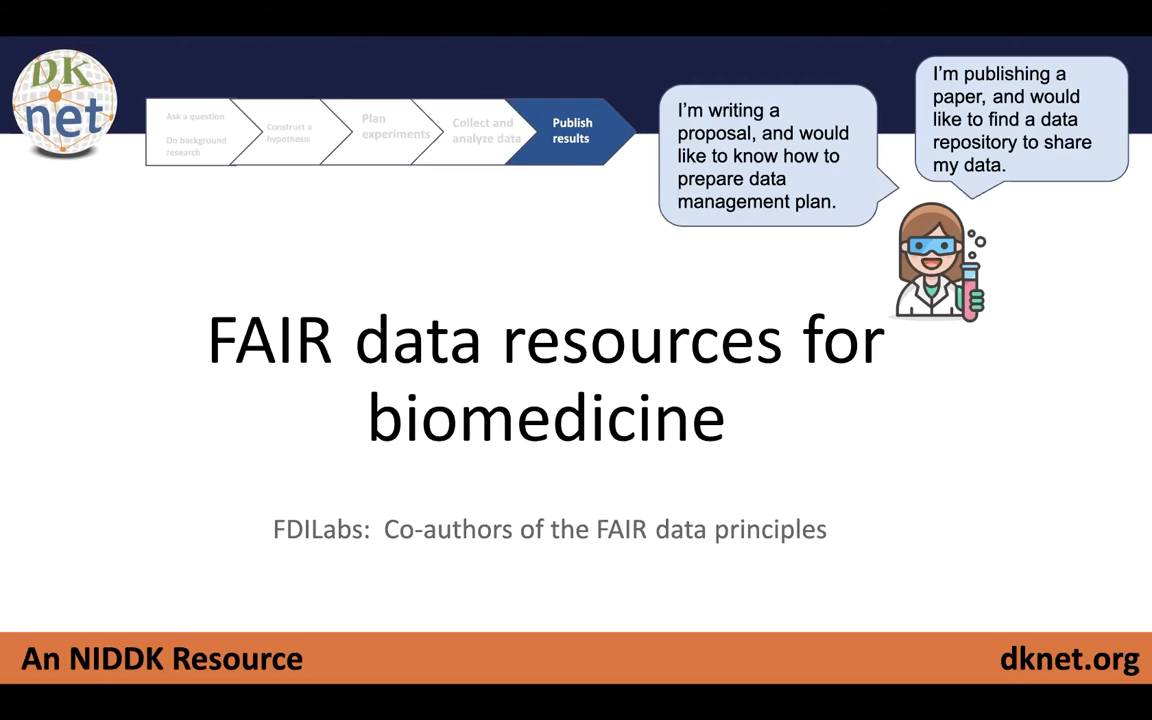 DK
net
Ask a question
Do background
research
Construct a
hypothesis
Plan
experiments
Collect and
analyze data
Publish
results
I'm writing a
proposal, and would
like to know how to
prepare data
management plan.
I'm publishing a
paper, and would
like to find a data
repository to share
my data.
FAIR data resources for
biomedicine
FDILabs: Co-authors of the FAIR data principles
An NIDDK Resource
dknet.org